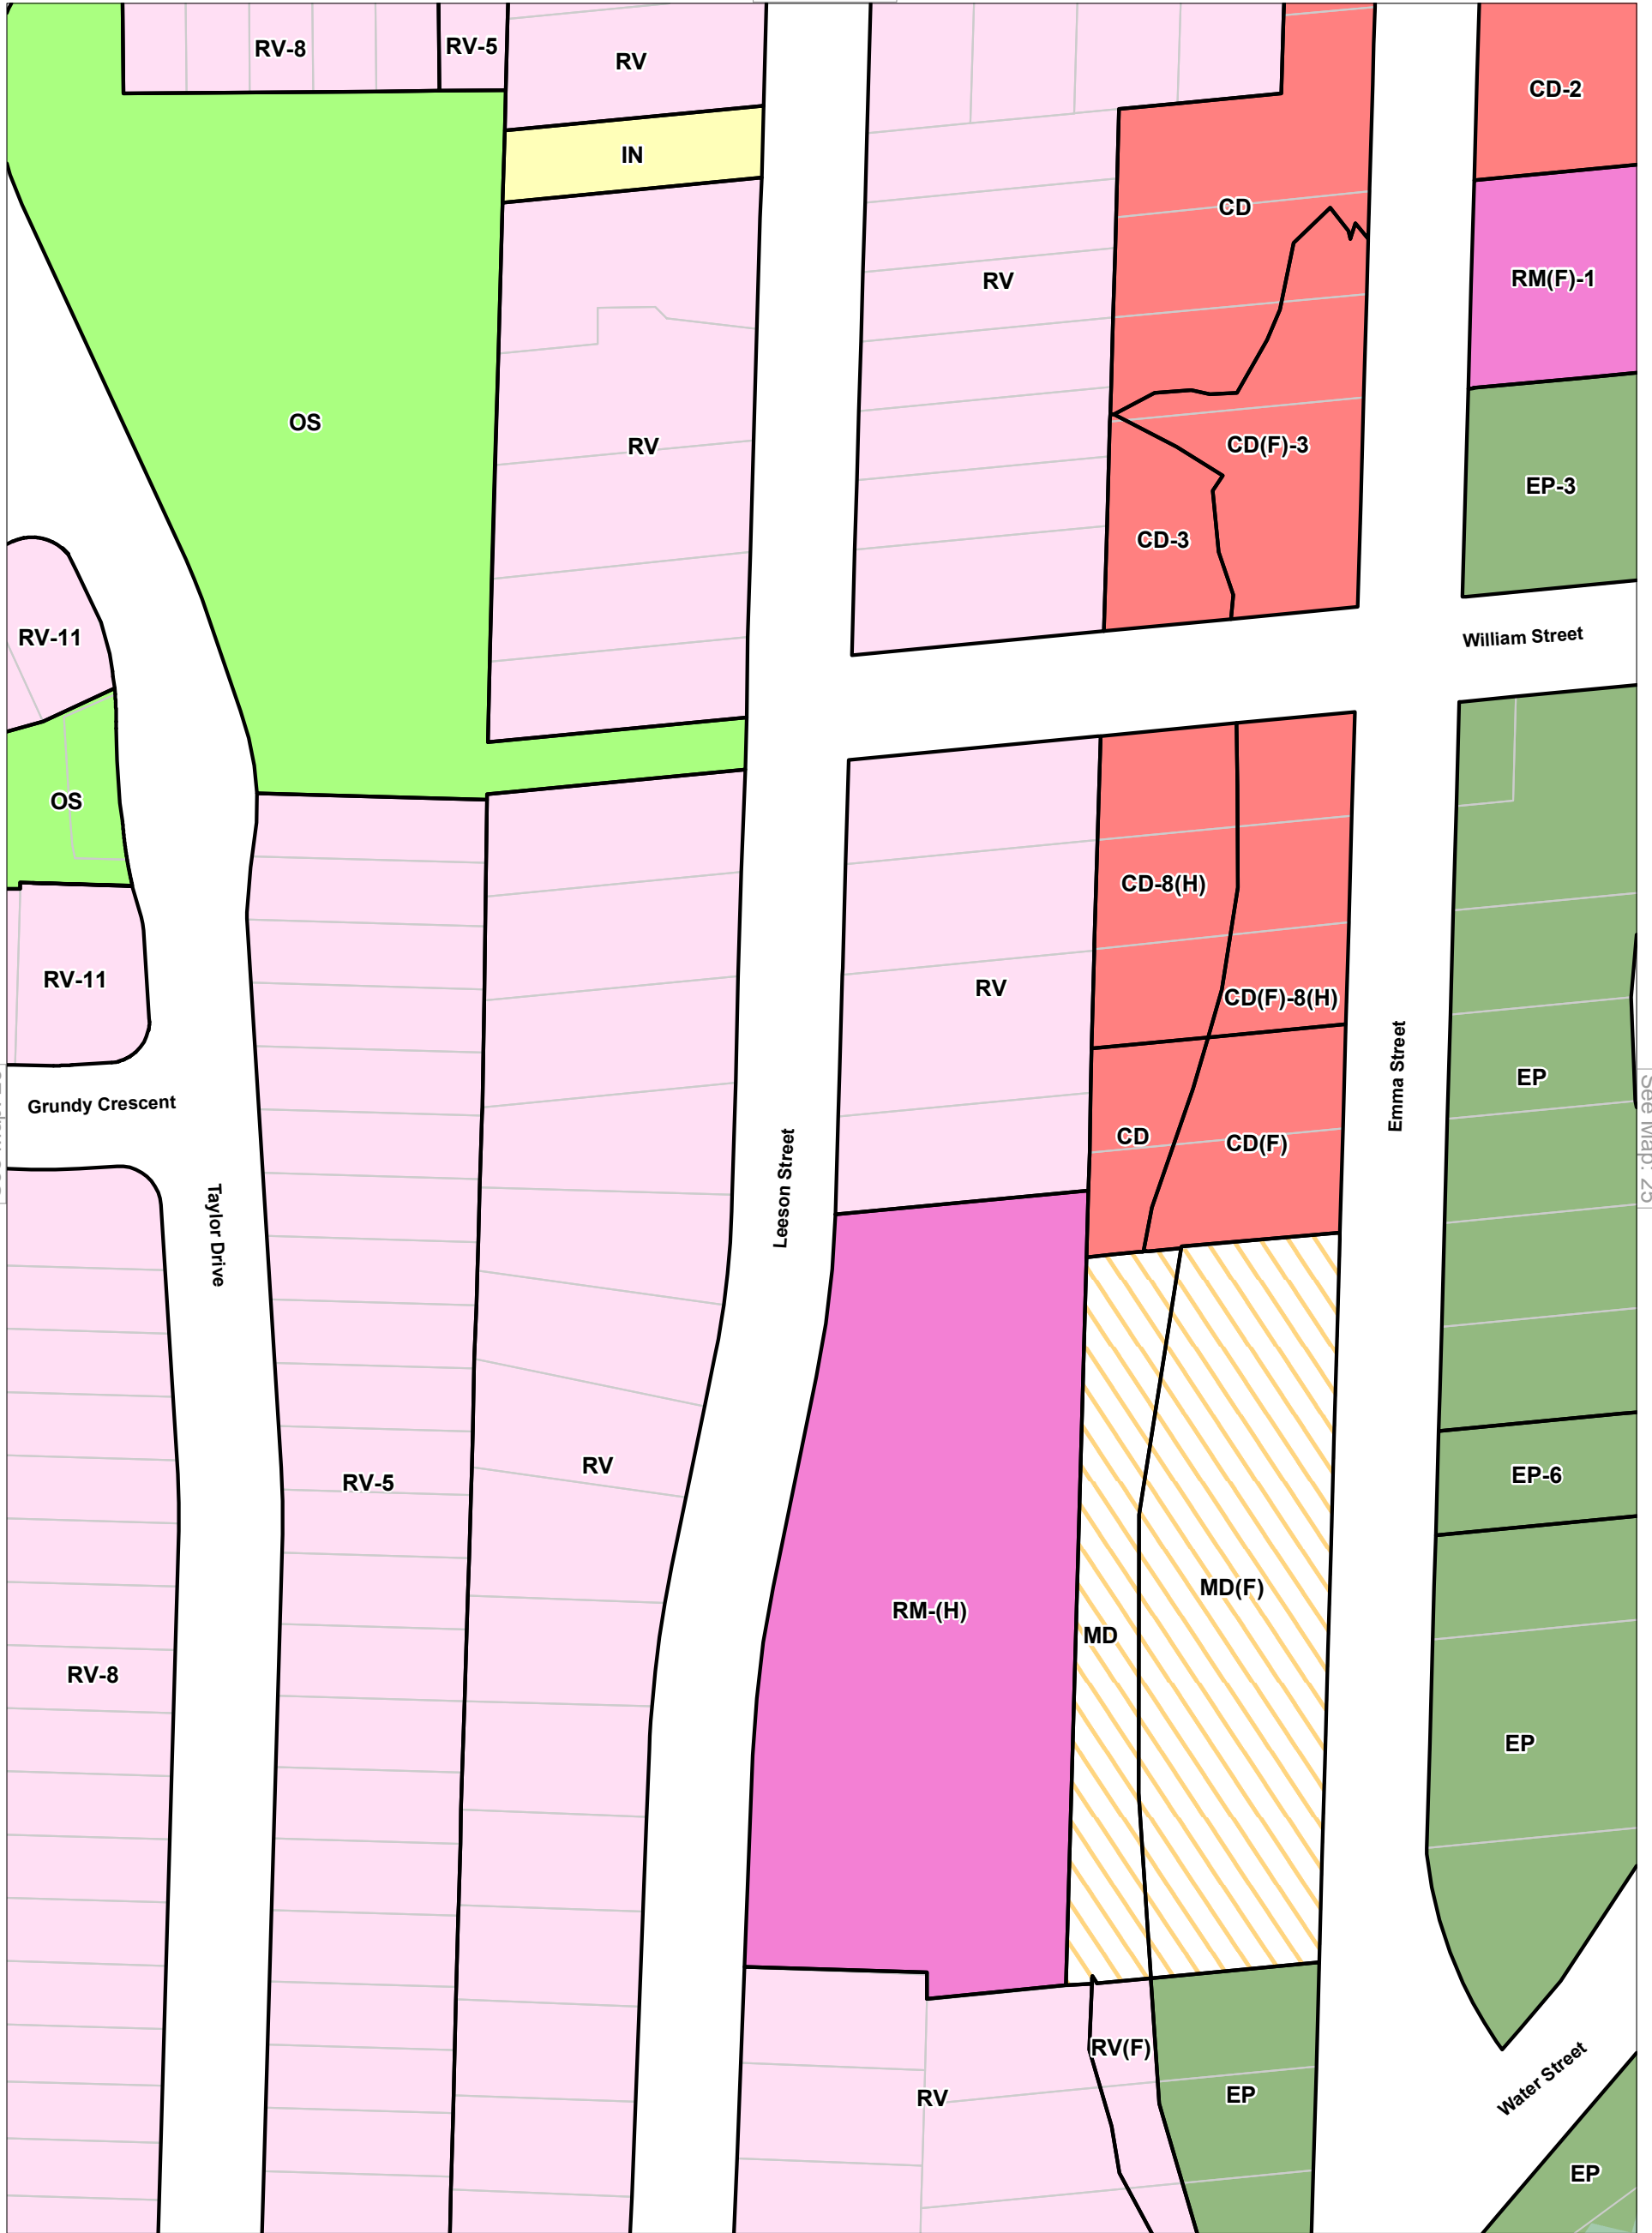 RV-8
RV-5
RV
CD-2
IN
CD
RM(F)-1
RV
OS
RV
CD(F)-3
EP-3
CD-3
RV-11
William Street
OS
CD-8(H)
RV-11
RV
CD(F)-8(H)
EP
Emma Street
Grundy Crescent
CD
CD(F)
See Map: 25
Leeson Street
Taylor Drive
RV
EP-6
RV-5
MD(F)
RM-(H)
MD
RV-8
EP
RV(F)
RV
EP
Water Street
EP